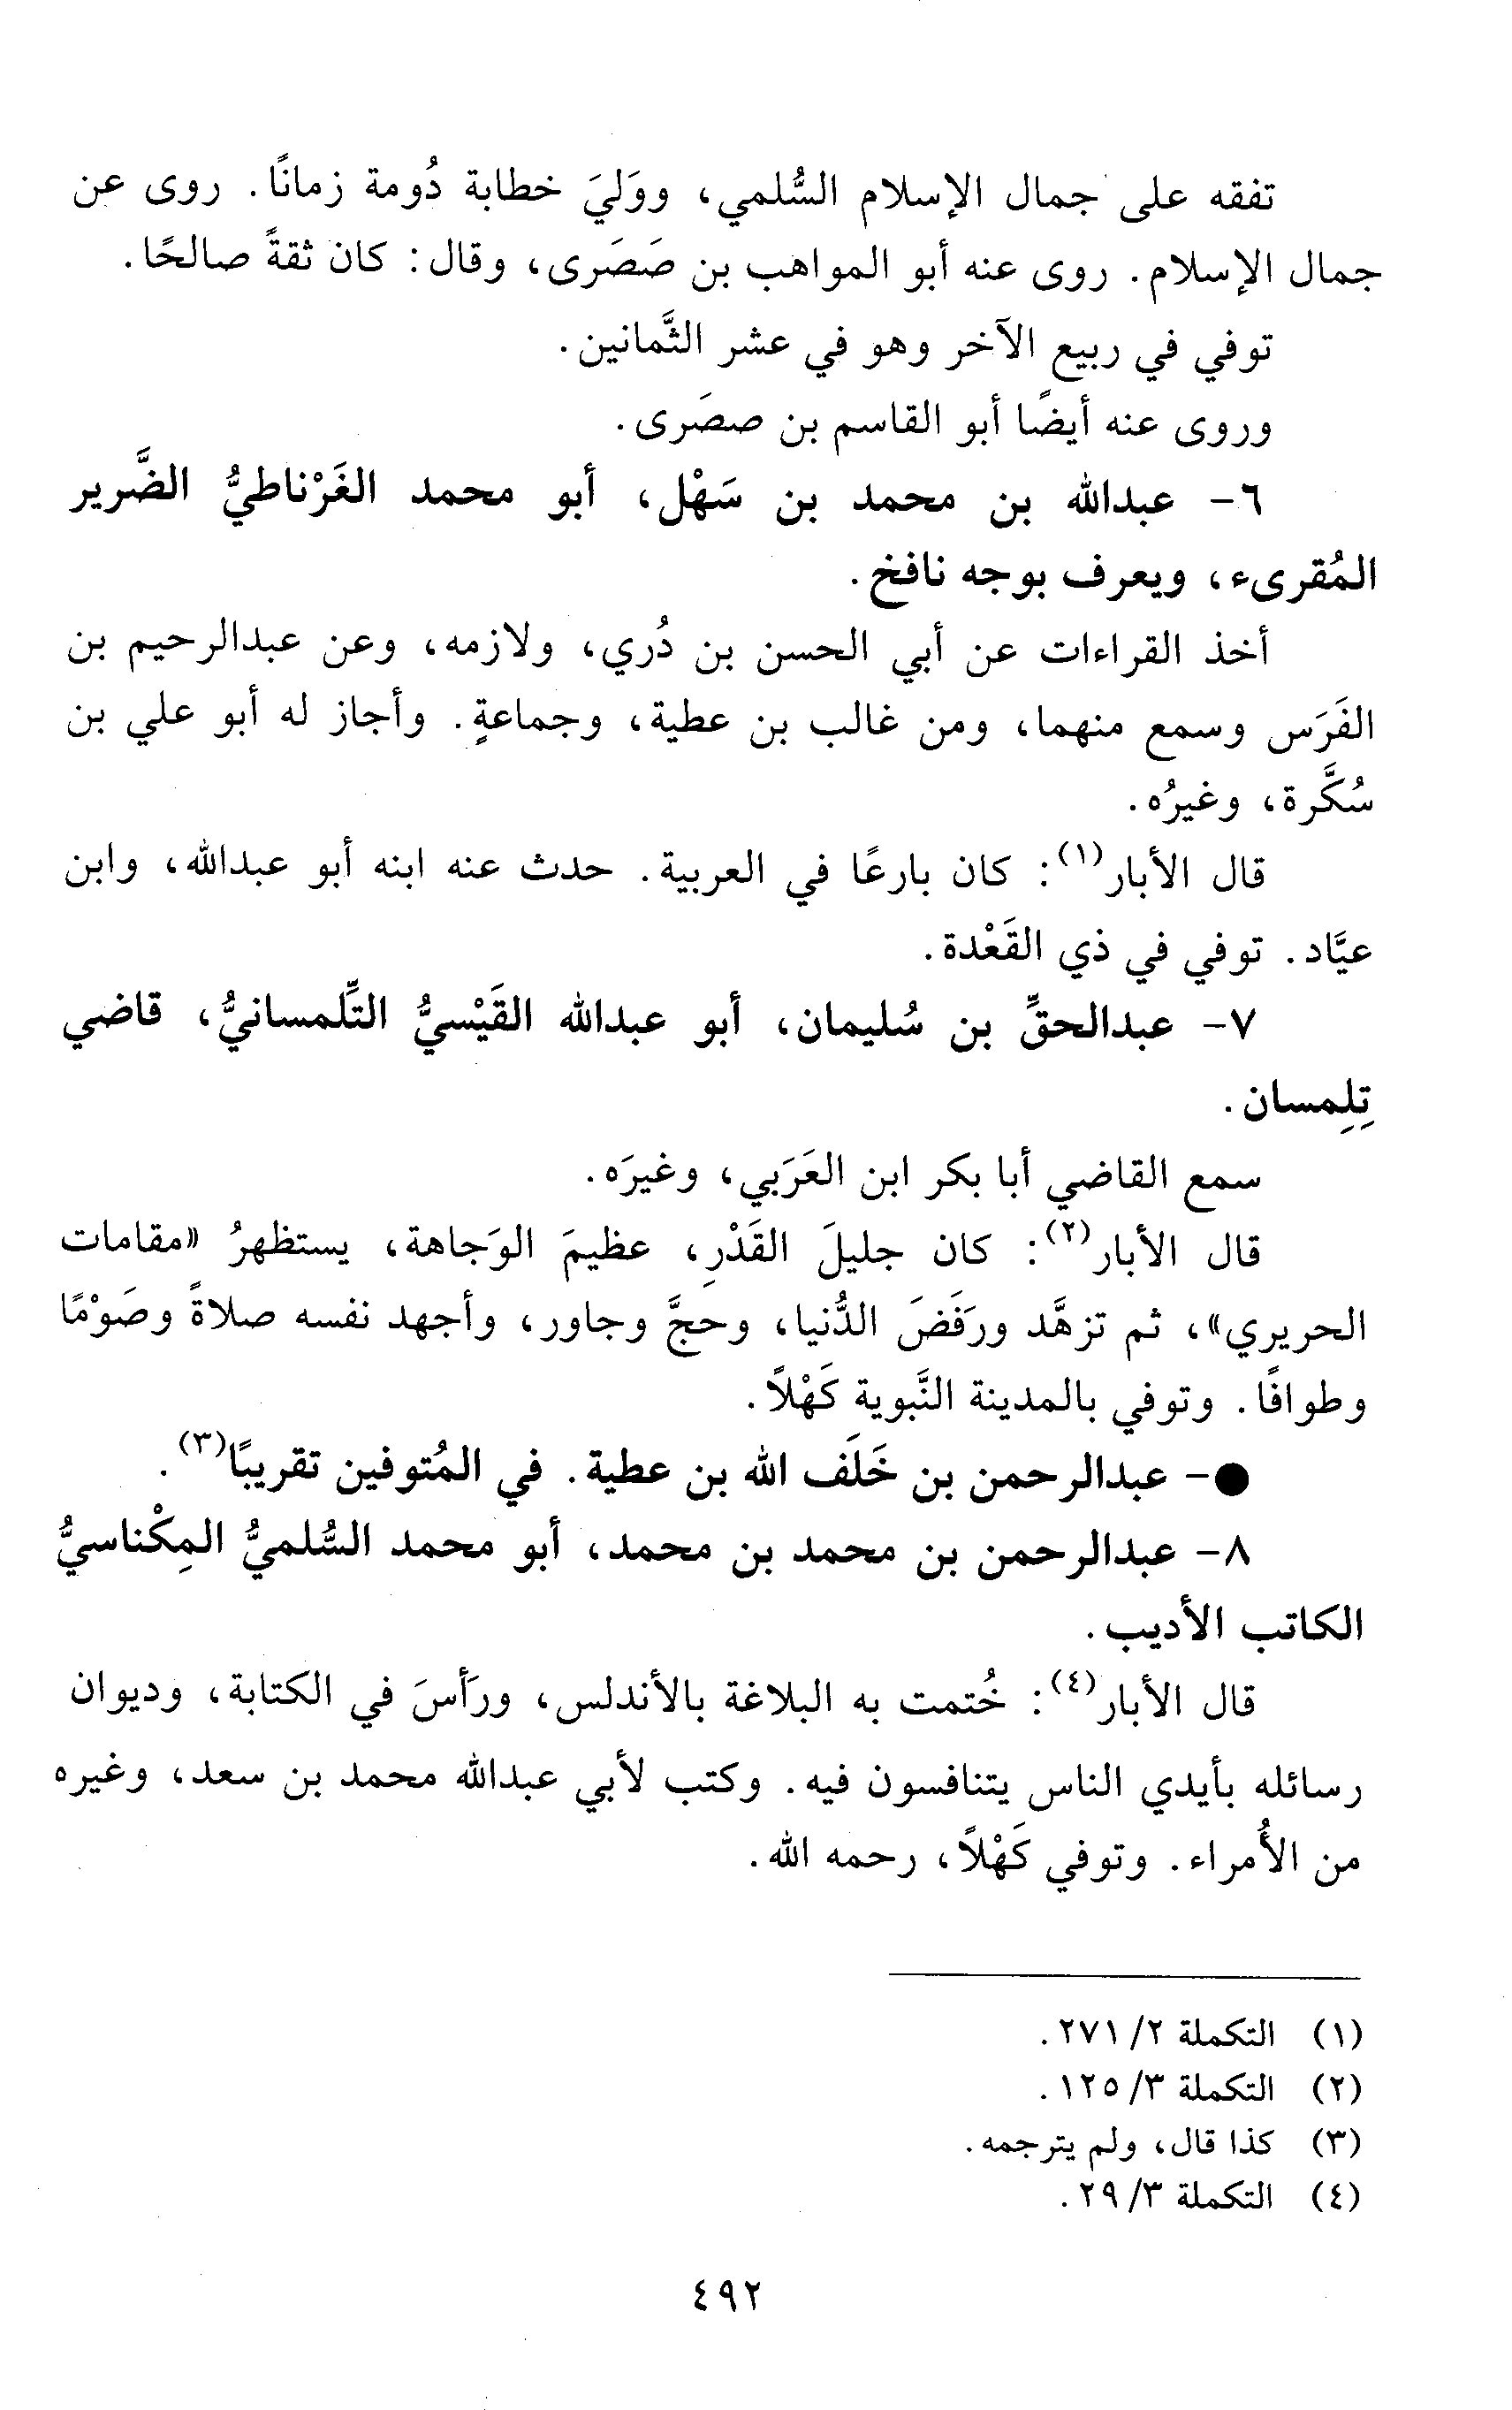 تفقه على جمال الإسلام السُّلمي، ووَليَ خطابة دُومة زمانًا. روى عن
جمال الإسلام. روى عنه أبو المواهب بن صَصَرى، وقال: كان ثقةً صالحًا.
توفي في ربيع الآخر وهو في عشر الثَّمانين.
وروى عنه أيضًا أبو القاسم بن صصَرى.
٦- عبدالله بن محمد بن سَهْل، أبو محمد الغَرْناطيُّ الضَّرير
المُقرىء، ويعرف بوجه نافخ.
أخذ القراءات عن أبي الحسن بن دُري، ولازمه، وعن عبدالرحيم بن
الفَرَس وسمع منهما، ومن غالب بن عطية، وجماعةٍ. وأجاز له أبو علي بن
سُكَّرة، وغيرُه.
قال الأبار(١): كان بارعًا في العربية. حدث عنه ابنه أبو عبدالله، وابن
عيَّاد. توفي في ذي القَعْدة.
٧- عبدالحقِّ بن سُليمان، أبو عبدالله القَيْسيُّ التِّلمسانيُّ، قاضي
تِلِمسان.
سمع القاضي أبا بكر ابن العَرَبي، وغيرَه.
قال الأبار(٢): كان جليلَ القَدْرِ، عظيمَ الوَجاهة، يستظهرُ «مقامات
الحريري»، ثم تزهَّد ورَفَضَ الدُّنيا، وحجَّ وجاور، وأجهد نفسه صلاةً وصَوْمًا
وطوافًا. وتوفي بالمدينة النَّبوية كَهْلاً.
●- عبدالرحمن بن خَلَف الله بن عطية. في المُتوفين تقريبًا(٣).
٨- عبدالرحمن بن محمد بن محمد، أبو محمد السُّلميُّ المِكْناسيُّ
الكاتب الأديب.
قال الأبار(٤): خُتمت به البلاغة بالأندلس، ورَأسَ في الكتابة، وديوان
رسائله بأيدي الناس يتنافسون فيه. وكتب لأبي عبدالله محمد بن سعد، وغيره
من الأُمراء. وتوفي كَهْلاً، رحمه الله.
(١) التكملة ٢/ ٢٧١.
(٢) التكملة ٣/ ١٢٥.
(٣) كذا قال، ولم يترجمه.
(٤) التكملة ٣/ ٢٩.
٤٩٢